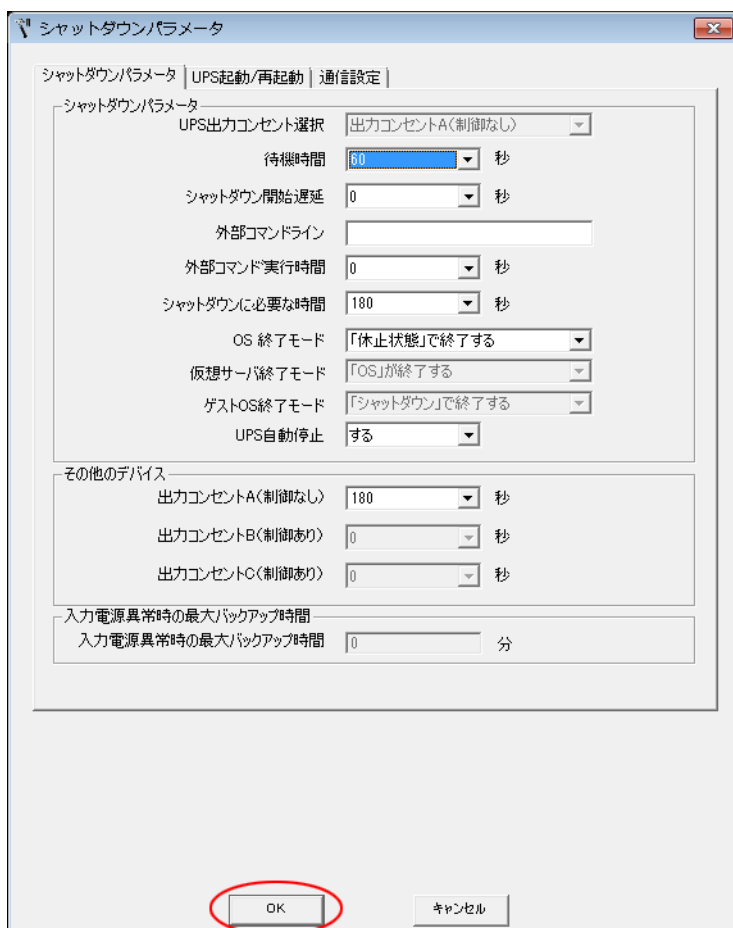 シャットダウンパラメータ
シャットダウンパラメータ UPS起動/再起動 通信設定
シャットダウンパラメータ
UPS出力コンセント選択 出力コンセントA(制御なし)
待機時間 60 秒
シャットダウン開始遅延 0 秒
外部コマンドライン
外部コマンド実行時間 0 秒
シャットダウンに必要な時間 180 秒
OS 終了モード 「休止状態」で終了する
仮想サーバ終了モード 「OS」が終了する
ゲストOS終了モード 「シャットダウン」で終了する
UPS自動停止 する
その他のデバイス
出力コンセントA(制御なし) 180 秒
出力コンセントB(制御あり) 0 秒
出力コンセントC(制御あり) 0 秒
入力電源異常時の最大バックアップ時間
入力電源異常時の最大バックアップ時間 0 分
OK キャンセル